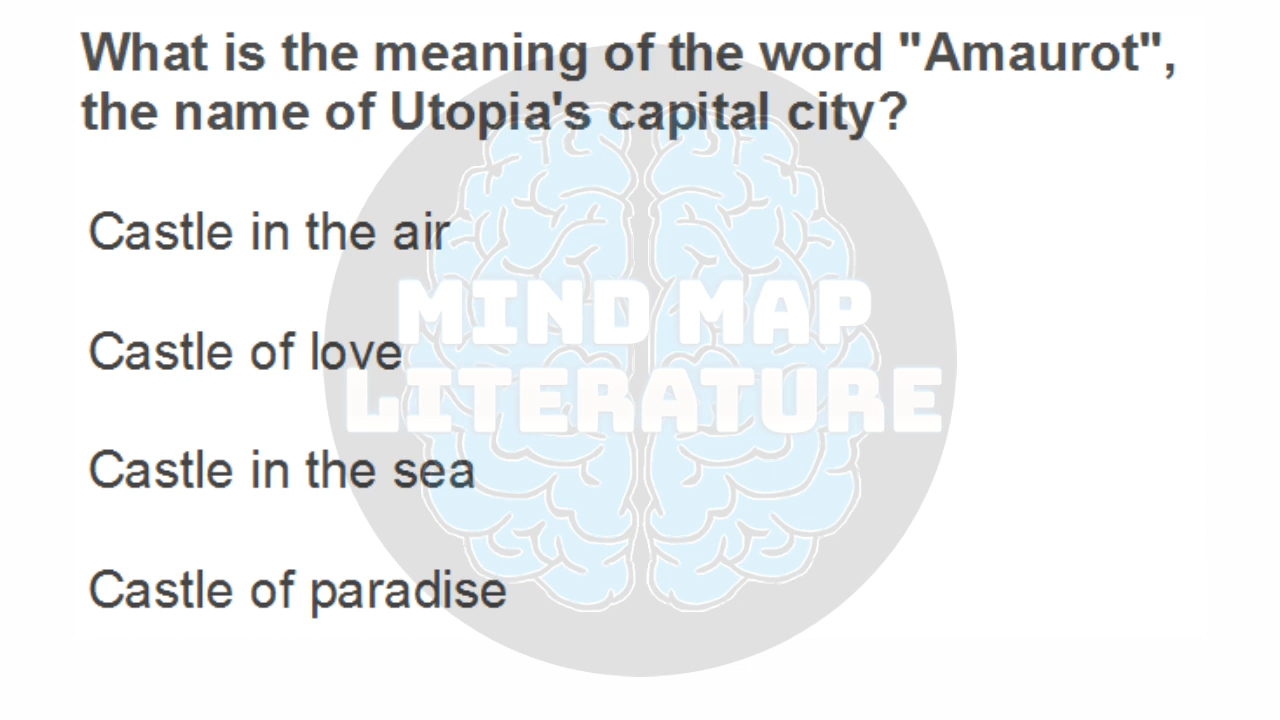 What is the meaning of the word "Amaurot",
the name of Utopia's capital city?
Castle in the air
Castle of love
Castle in the sea
Castle of paradise
MIND MAP
LITERATURE